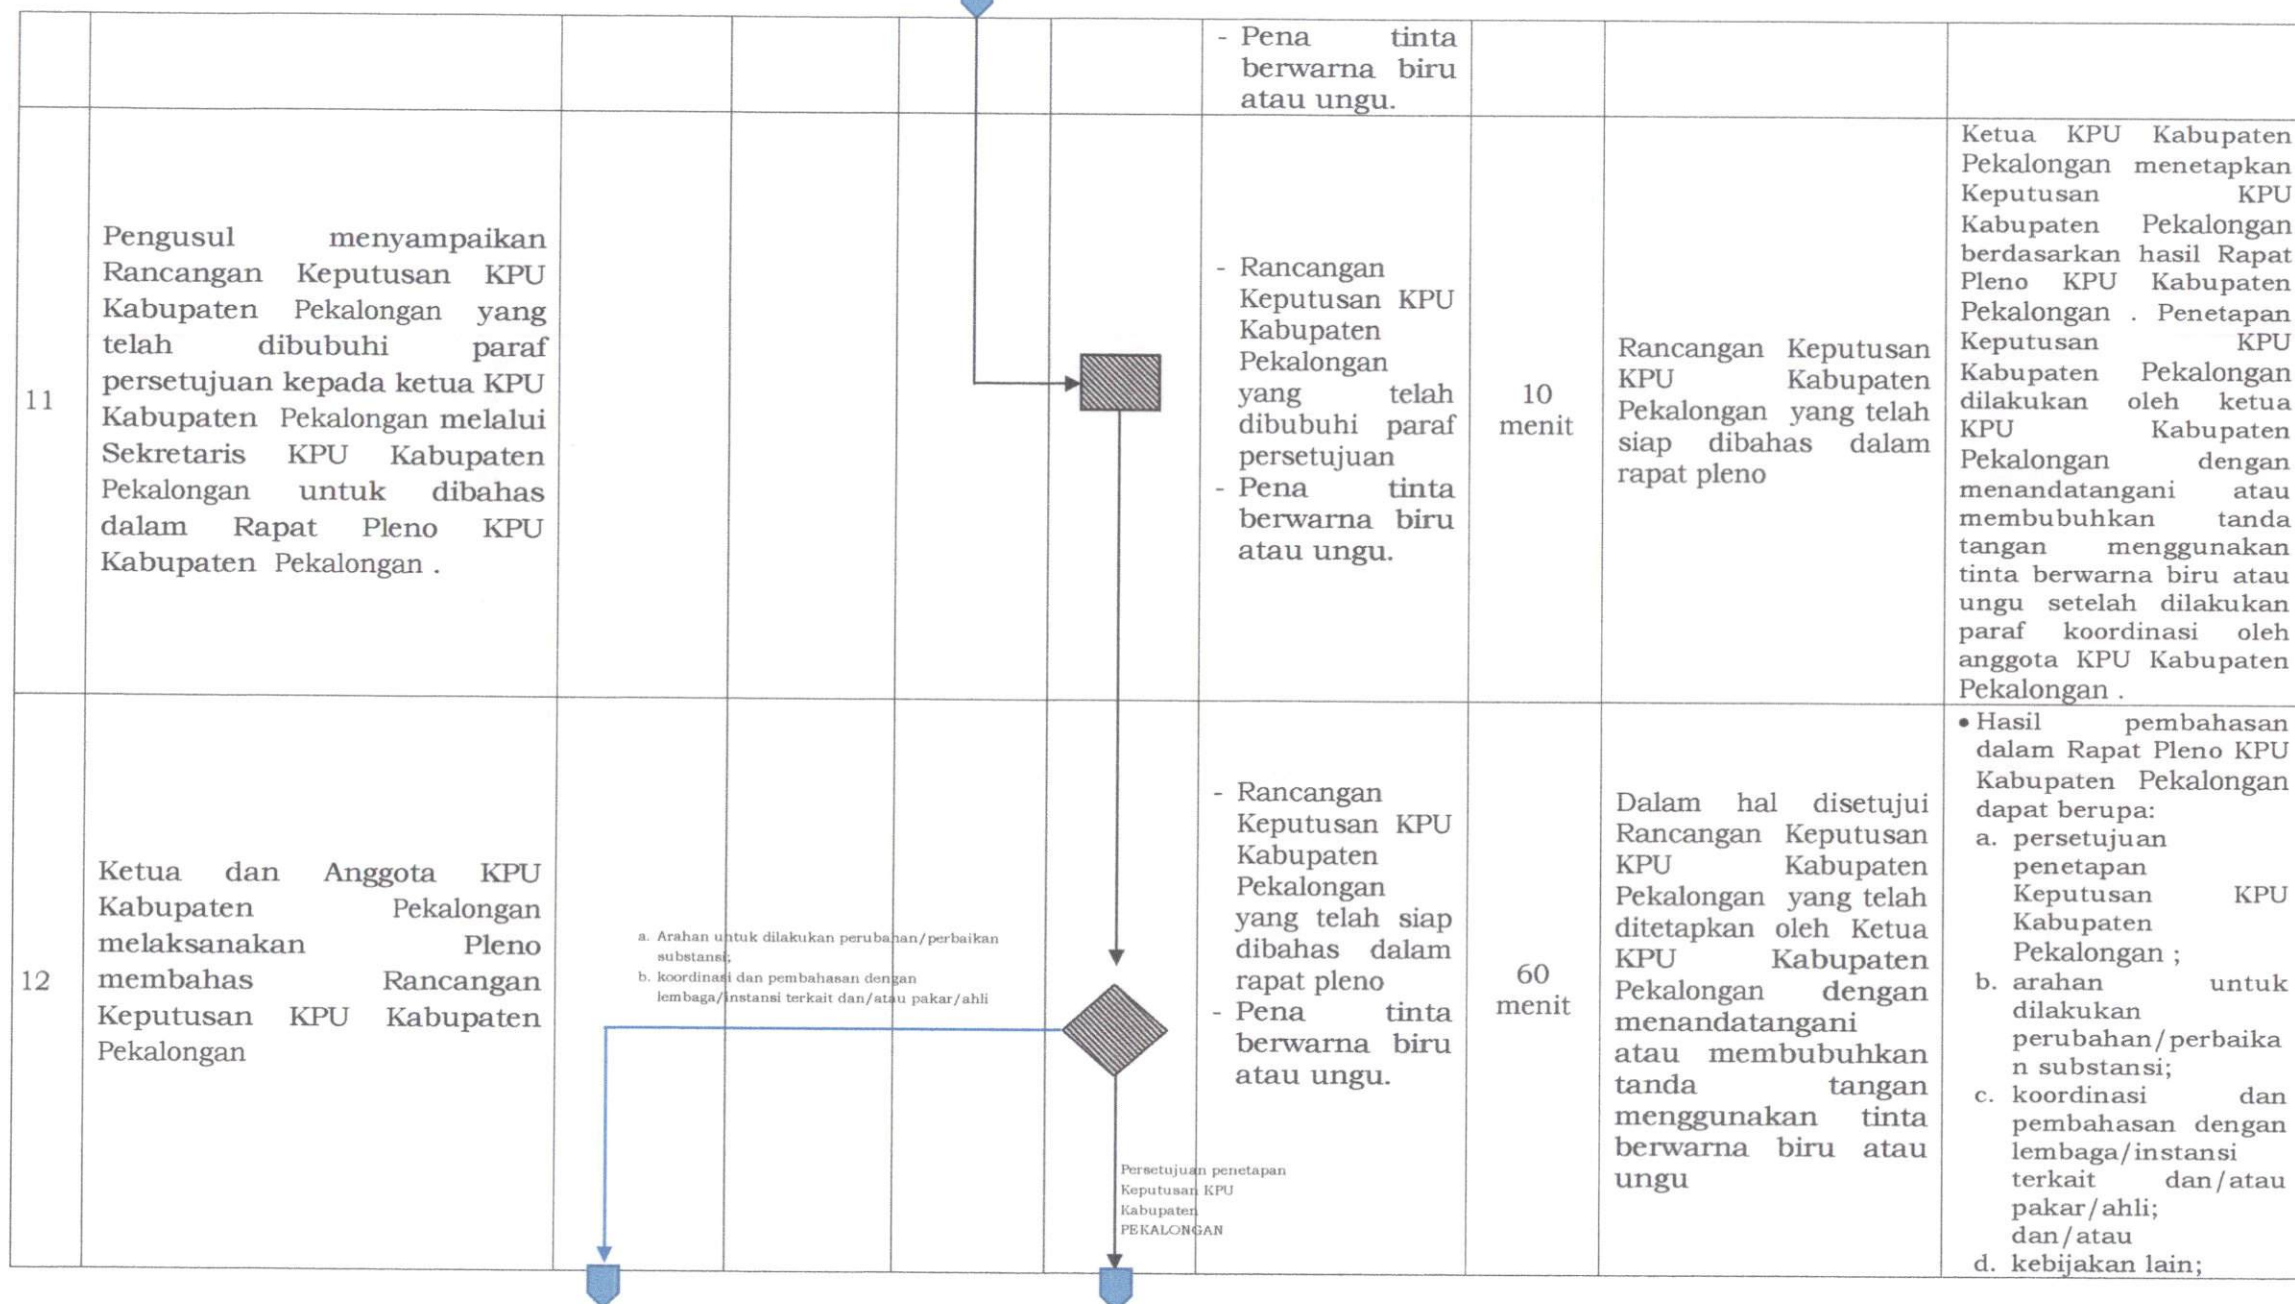 - Pena tinta
berwarna biru
atau ungu.
11
Pengusul menyampaikan
Rancangan Keputusan KPU
Kabupaten Pekalongan yang
telah dibubuhi paraf
persetujuan kepada ketua KPU
Kabupaten Pekalongan melalui
Sekretaris KPU Kabupaten
Pekalongan untuk dibahas
dalam Rapat Pleno KPU
Kabupaten Pekalongan .
- Rancangan
Keputusan KPU
Kabupaten
Pekalongan
yang telah
dibubuhi paraf
persetujuan
- Pena tinta
berwarna biru
atau ungu.
10
menit
Rancangan Keputusan
KPU Kabupaten
Pekalongan yang telah
siap dibahas dalam
rapat pleno
Ketua KPU Kabupaten
Pekalongan menetapkan
Keputusan KPU
Kabupaten Pekalongan
berdasarkan hasil Rapat
Pleno KPU Kabupaten
Pekalongan . Penetapan
Keputusan KPU
Kabupaten Pekalongan
dilakukan oleh ketua
KPU Kabupaten
Pekalongan dengan
menandatangani atau
membubuhkan tanda
tangan menggunakan
tinta berwarna biru atau
ungu setelah dilakukan
paraf koordinasi oleh
anggota KPU Kabupaten
Pekalongan .
12
Ketua dan Anggota KPU
Kabupaten Pekalongan
melaksanakan Pleno
membahas Rancangan
Keputusan KPU Kabupaten
Pekalongan
a. Arahan untuk dilakukan perubahan/perbaikan
substansi;
b. koordinasi dan pembahasan dengan
lembaga/instansi terkait dan/atau pakar/ahli
Persetujuan penetapan
Keputusan KPU
Kabupaten
PEKALONGAN
- Rancangan
Keputusan KPU
Kabupaten
Pekalongan
yang telah siap
dibahas dalam
rapat pleno
- Pena tinta
berwarna biru
atau ungu.
60
menit
Dalam hal disetujui
Rancangan Keputusan
KPU Kabupaten
Pekalongan yang telah
ditetapkan oleh Ketua
KPU Kabupaten
Pekalongan dengan
menandatangani
atau membubuhkan
tanda tangan
menggunakan tinta
berwarna biru atau
ungu
• Hasil pembahasan
dalam Rapat Pleno KPU
Kabupaten Pekalongan
dapat berupa:
a. persetujuan
penetapan
Keputusan KPU
Kabupaten
Pekalongan ;
b. arahan untuk
dilakukan
perubahan/perbaika
n substansi;
c. koordinasi dan
pembahasan dengan
lembaga/instansi
terkait dan/atau
pakar/ahli;
dan/atau
d. kebijakan lain;